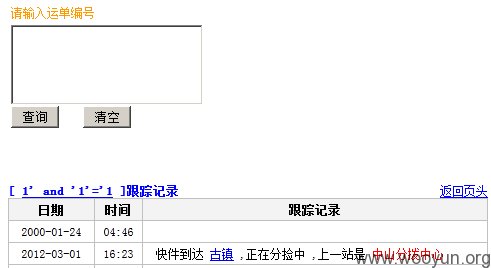 请输入运单编号
查询 清空
[ 1' and '1'='1 ]跟踪记录 返回页头
日期 时间 跟踪记录
2000-01-24 04:46
2012-03-01 16:23 快件到达 古镇 ,正在分捡中 ,上一站是 中山分拨中心
www.wooyun.org